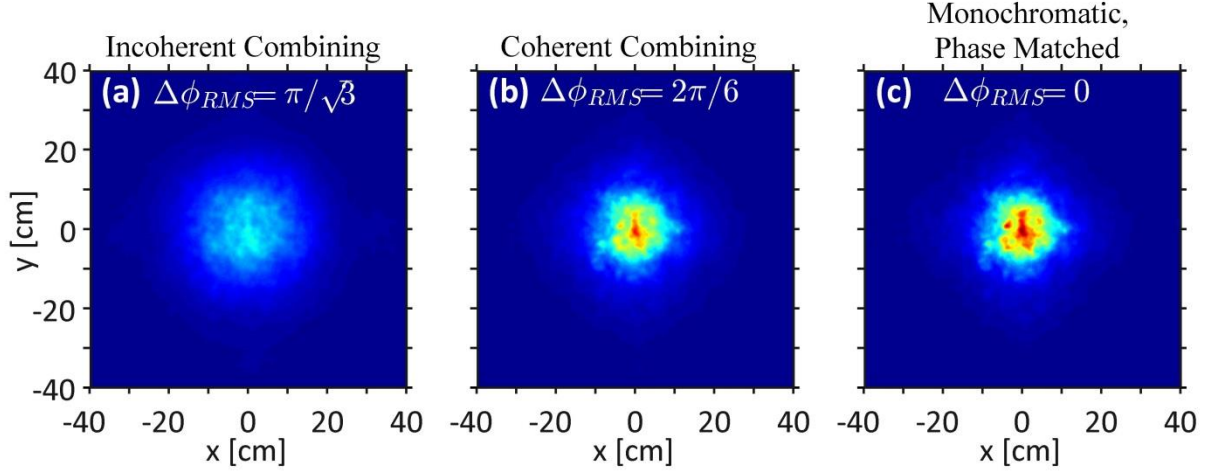 Incoherent Combining
Coherent Combining
Monochromatic,
Phase Matched
(a) Δϕ_RMS = π/√3
(b) Δϕ_RMS = 2π/6
(c) Δϕ_RMS = 0
40
20
0
-20
-40
y [cm]
-40 -20 0 20 40
-40 -20 0 20 40
-40 -20 0 20 40
x [cm]
x [cm]
x [cm]